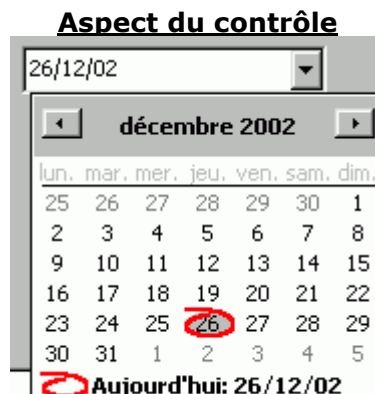 Aspect du contrôle
26/12/02
décembre 2002
lun. mar. mer. jeu. ven. sam. dim.
25 26 27 28 29 30 1
2 3 4 5 6 7 8
9 10 11 12 13 14 15
16 17 18 19 20 21 22
23 24 25 26 27 28 29
30 31 1 2 3 4 5
Aujourd'hui: 26/12/02